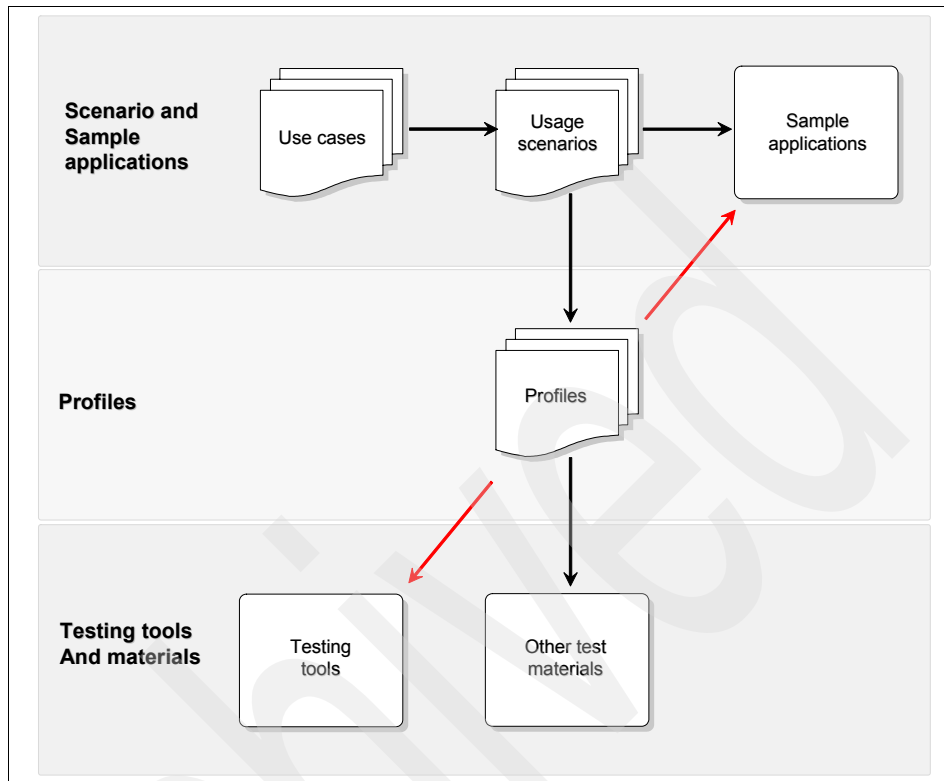 Scenario and
Sample
applications
Use cases
Usage
scenarios
Sample
applications
Profiles
Profiles
Testing tools
And materials
Testing
tools
Other test
materials